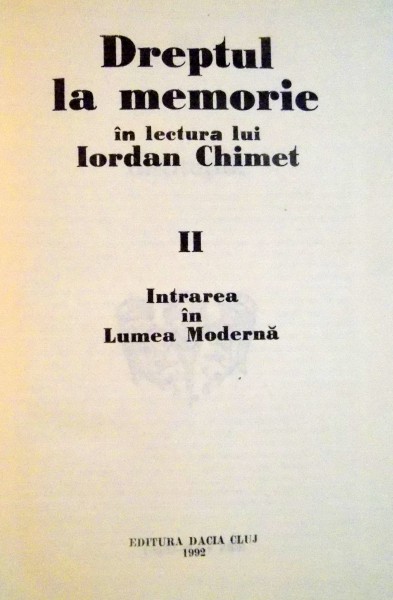 Dreptul
la memorie
în lectura lui
Iordan Chimet
II
Intrarea
în
Lumea Modernă
EDITURA DACIA CLUJ
1992